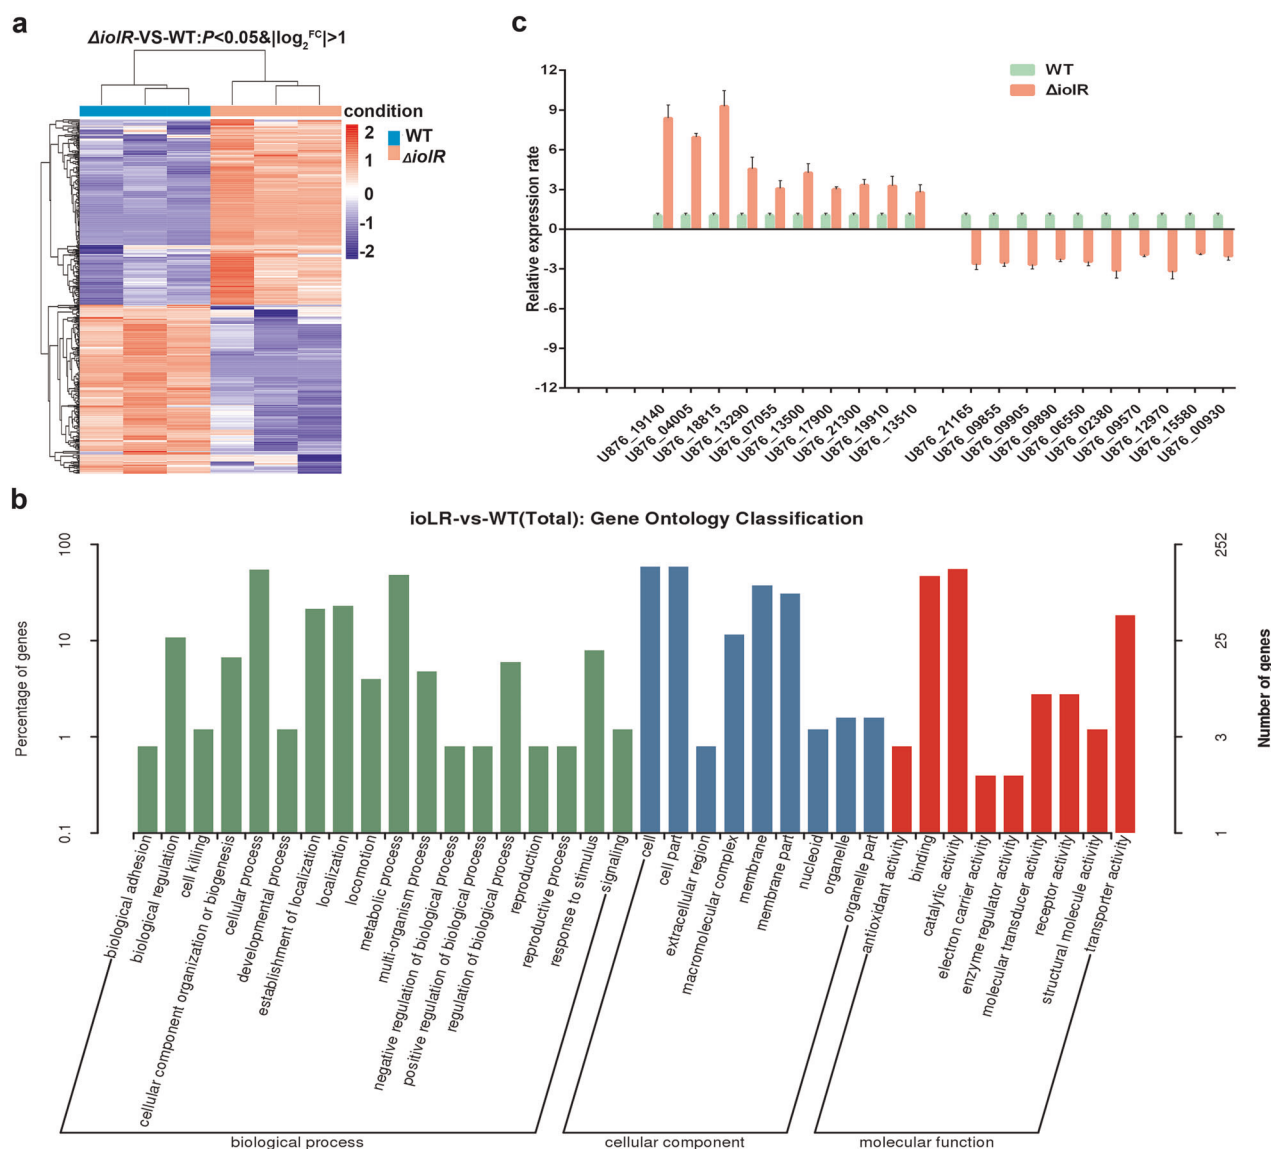 a
ΔiolR-VS-WT:P<0.05&|log₂ᶠᶜ|>1
condition
2
1
0
-1
-2
WT
ΔiolR
c
WT
ΔiolR
Relative expression rate
12
9
6
3
0
-3
-6
-9
-12
U876_19140
U876_04005
U876_18815
U876_13290
U876_07055
U876_13500
U876_17900
U876_21300
U876_19910
U876_13510
U876_21165
U876_09855
U876_09905
U876_09890
U876_06550
U876_02380
U876_09570
U876_12970
U876_15580
U876_00930
b
ioLR-vs-WT(Total): Gene Ontology Classification
Percentage of genes
100
10
1
0.1
Number of genes
252
25
3
1
biological adhesion
biological regulation
cell killing
cellular component organization or biogenesis
cellular process
developmental process
establishment of localization
localization
locomotion
metabolic process
multi-organism process
negative regulation of biological process
positive regulation of biological process
regulation of biological process
reproduction
reproductive process
response to stimulus
signaling
cell
cell part
extracellular region
macromolecular complex
membrane
membrane part
nucleoid
organelle
organelle part
antioxidant activity
binding
catalytic activity
electron carrier activity
enzyme regulator activity
molecular transducer activity
receptor activity
structural molecule activity
transporter activity
biological process
cellular component
molecular function